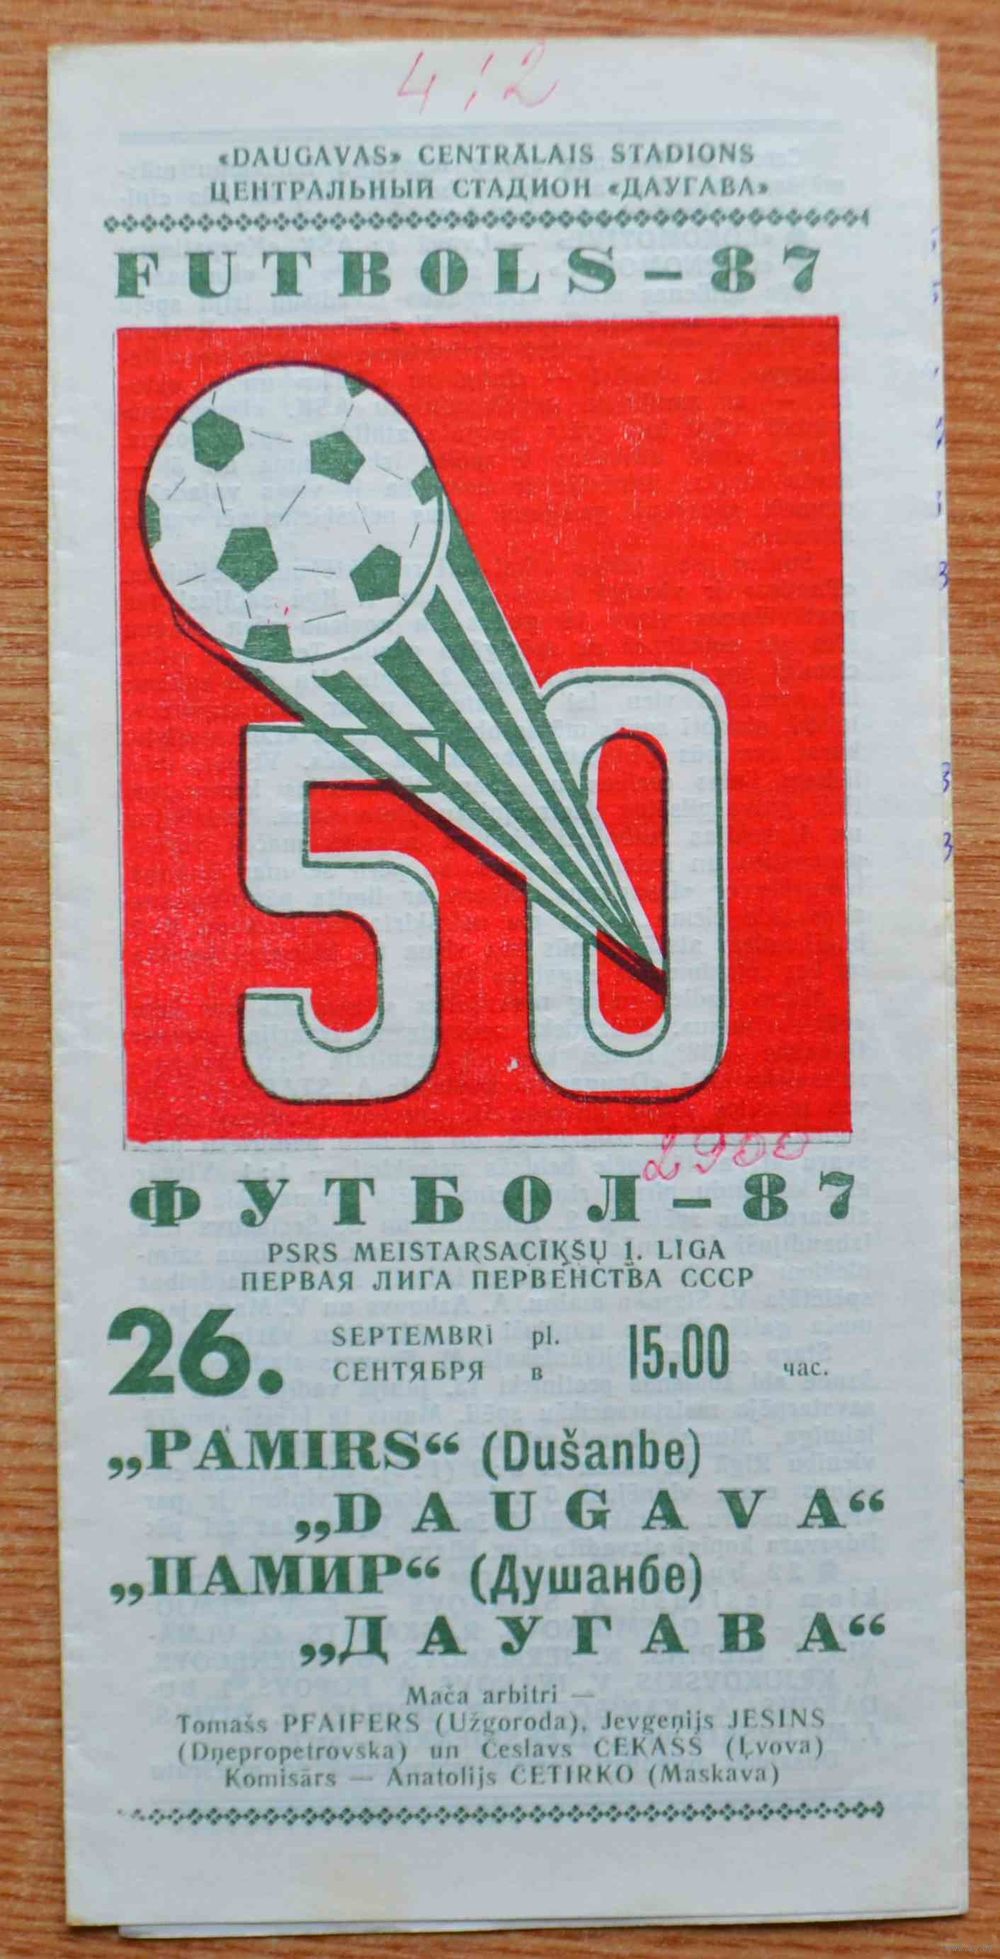 4:2
«DAUGAVAS» CENTRĀLAIS STADIONS
ЦЕНТРАЛЬНЫЙ СТАДИОН «ДАУГАВА»
FUTBOLS-87
50
2900
ФУТБОЛ-87
PSRS MEISTARSACĪKŠU 1. LĪGA
ПЕРВАЯ ЛИГА ПЕРВЕНСТВА СССР
26. SEPTEMBRĪ pl. 15.00
СЕНТЯБРЯ в час.
„PAMIRS“ (Dušanbe)
„DAUGAVA“
„ПАМИР“ (Душанбе)
„ДАУГАВА“
Mača arbitri —
Tomašs PFAIFERS (Užgoroda), Jevgeņijs JESINS
(Dņepropetrovska) un Česlavs ČEKASS (Ļvova)
Komisārs — Anatolijs ČETIRKO (Maskava)